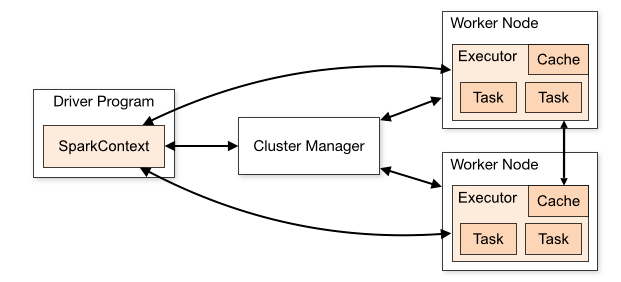 Driver Program
SparkContext
Cluster Manager
Worker Node
Executor
Cache
Task
Task
Worker Node
Executor
Cache
Task
Task